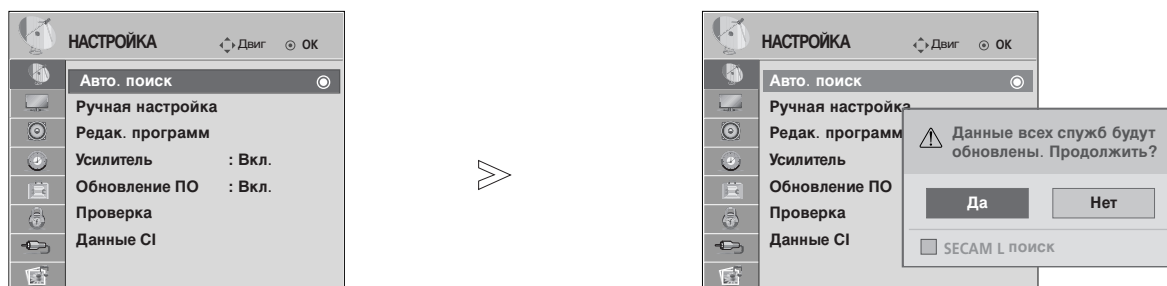 НАСТРОЙКА Двиг ОК
Авто. поиск
Ручная настройка
Редак. программ
Усилитель : Вкл.
Обновление ПО : Вкл.
Проверка
Данные CI
НАСТРОЙКА Двиг ОК
Авто. поиск
Ручная настройка
Редак. программ
Усилитель
Обновление ПО
Проверка
Данные CI
Данные всех служб будут
обновлены. Продолжить?
Да Нет
SECAM L поиск